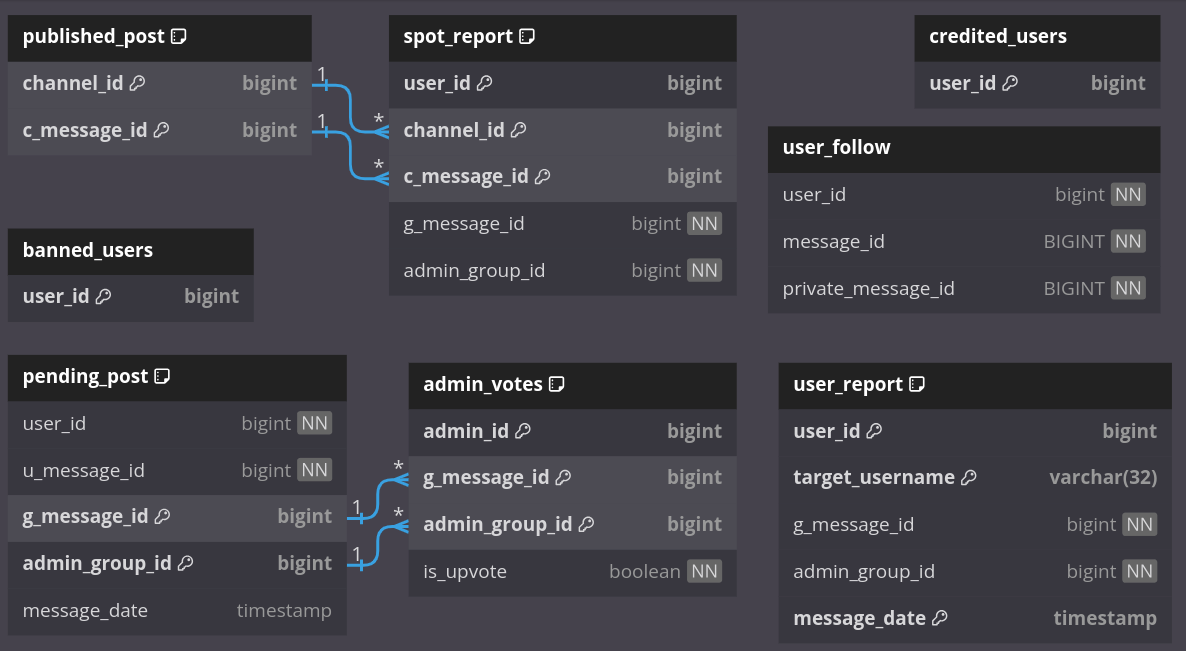 published_post
channel_id bigint
c_message_id bigint
1
1
*
*
spot_report
user_id bigint
channel_id bigint
c_message_id bigint
g_message_id bigint NN
admin_group_id bigint NN
credited_users
user_id bigint
user_follow
user_id bigint NN
message_id BIGINT NN
private_message_id BIGINT NN
banned_users
user_id bigint
pending_post
user_id bigint NN
u_message_id bigint NN
g_message_id bigint
admin_group_id bigint
message_date timestamp
1
1
*
*
admin_votes
admin_id bigint
g_message_id bigint
admin_group_id bigint
is_upvote boolean NN
user_report
user_id bigint
target_username varchar(32)
g_message_id bigint NN
admin_group_id bigint NN
message_date timestamp